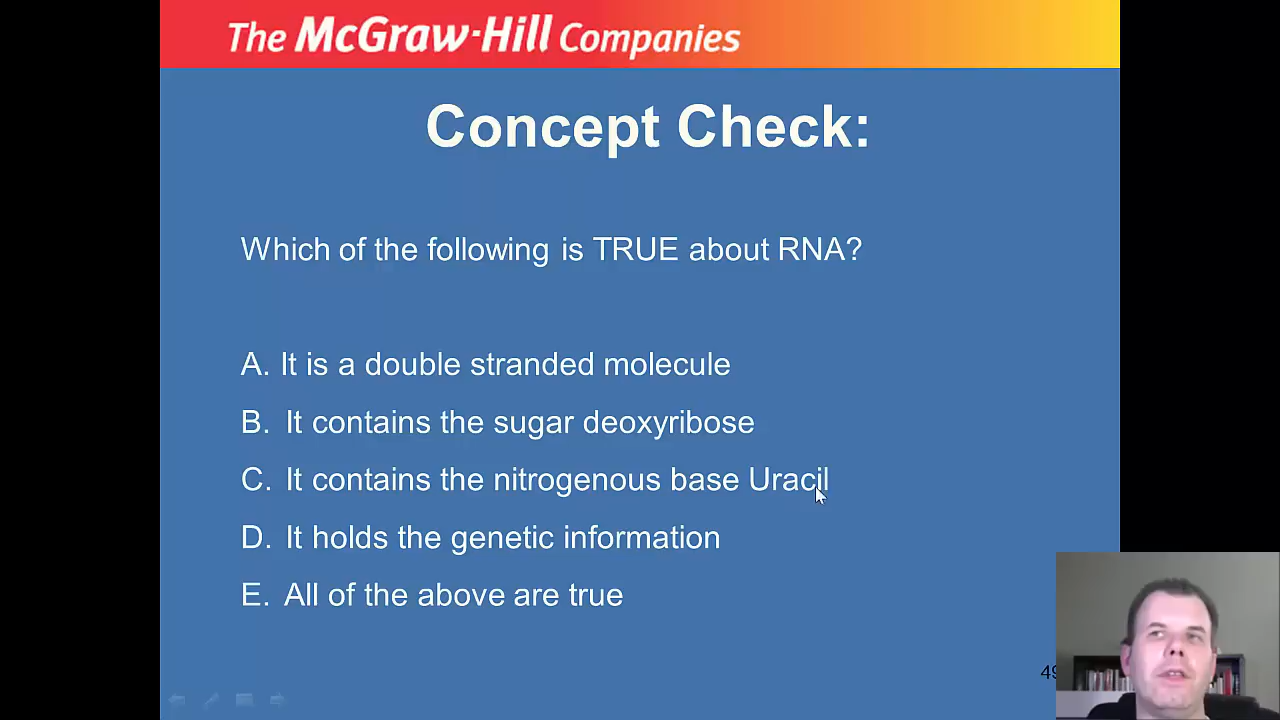 The McGraw-Hill Companies
Concept Check:
Which of the following is TRUE about RNA?
A. It is a double stranded molecule
B. It contains the sugar deoxyribose
C. It contains the nitrogenous base Uracil
D. It holds the genetic information
E. All of the above are true
49